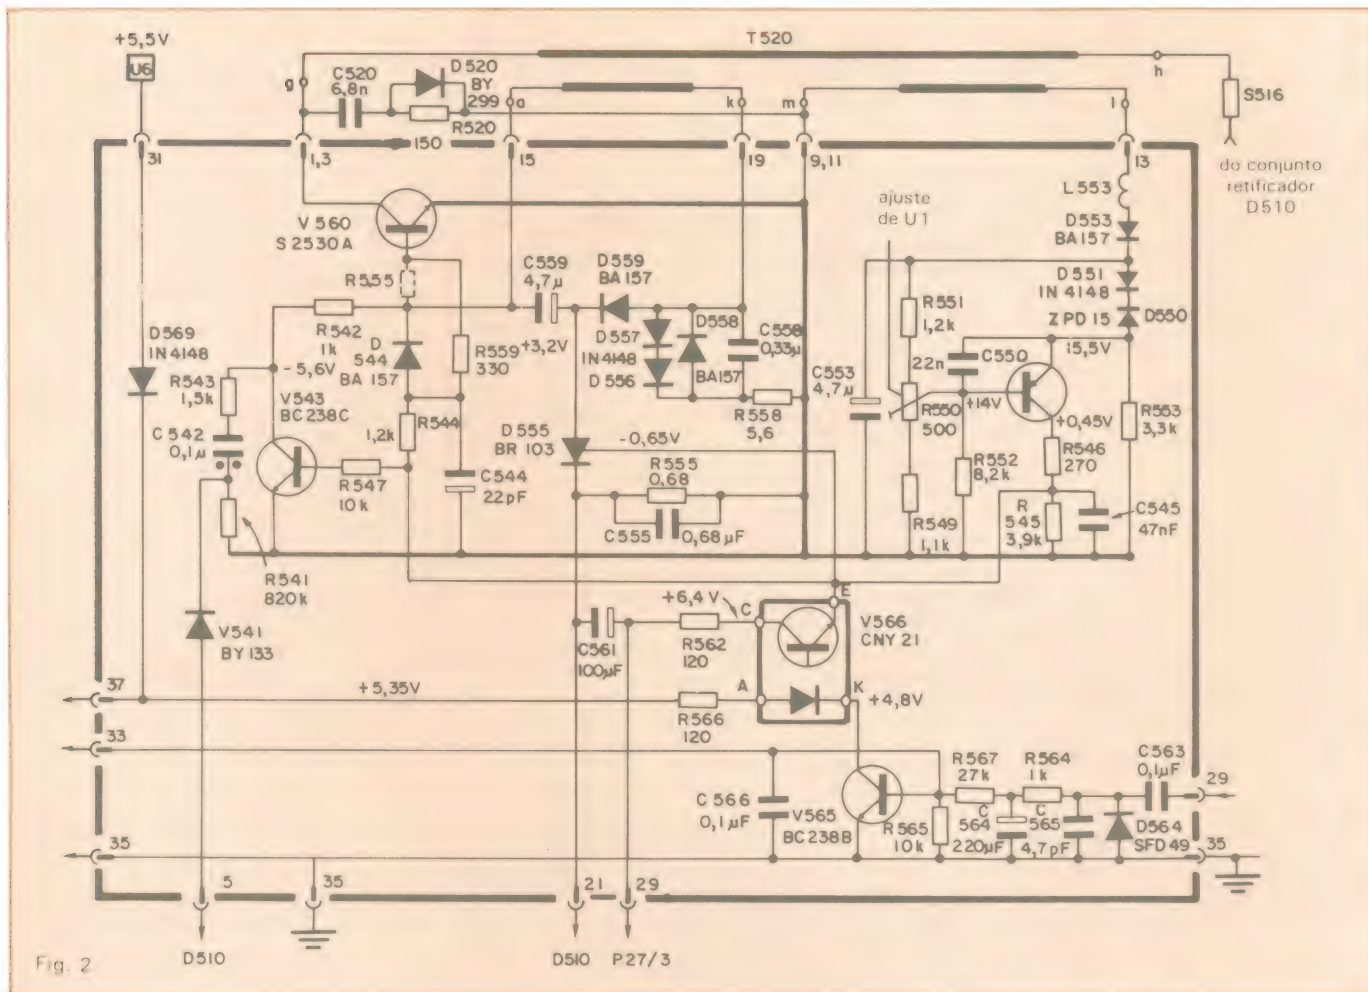 +5,5V
U6
T520
g
C520
6,8n
D520
BY
299
R520
a
k
m
h
l
S516
31
1,3
150
15
19
9,11
13
do conjunto
retificador
D510
V560
S2530A
R555
C559
4,7µ
D559
BA157
ajuste
de U1
L553
D553
BA157
D551
IN 4148
ZPD 15
D550
D569
IN4148
R542
1k
D
544
BA 157
R559
330
+3,2V
D557
IN4148
D556
D558
BA157
C558
0,33µ
R558
5,6
C553
4,7µ
R551
1,2k
22n
C550
R550
500
15,5V
+14V
+0,45V
R553
3,3k
-5,6V
R543
1,5k
V543
BC238C
C542
0,1µ
1,2k
R544
R547
10k
C544
22pF
D555
BR 103
-0,65V
R555
0,68
C555
0,68µF
R552
8,2k
R546
270
R549
1,1k
R
545
3,9k
C545
47nF
R541
820k
V541
BY133
+6,4V
C
E
V566
CNY 21
C561
100µF
R562
120
37
+5,35V
A
K
+4,8V
R566
120
33
C566
0,1µF
V565
BC238B
R567
27k
R564
1k
C563
0,1µF
29
R565
10k
C
564
220µF
C
565
4,7pF
D564
SFD49
35
35
5
35
21
29
D510
D510
P27/3
Fig. 2